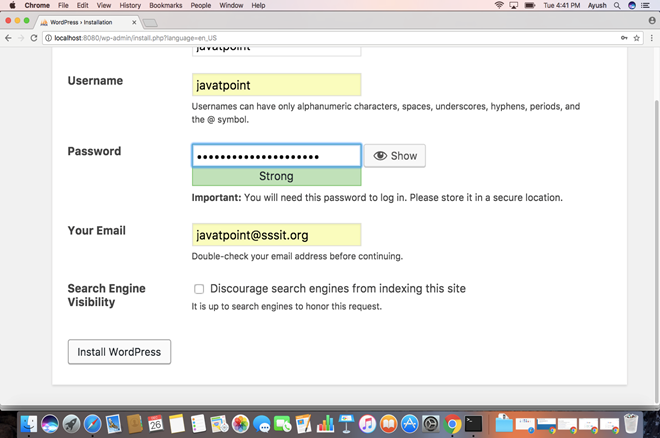 Chrome File Edit View History Bookmarks People Window Help Tue 4:41 PM Ayush
WordPress › Installation
Ayush
localhost:8080/wp-admin/install.php?language=en_US
javatpoint
Username javatpoint
Usernames can have only alphanumeric characters, spaces, underscores, hyphens, periods, and
the @ symbol.
Password ••••••••••••••••••••• Show
Strong
Important: You will need this password to log in. Please store it in a secure location.
Your Email javatpoint@sssit.org
Double-check your email address before continuing.
Search Engine Discourage search engines from indexing this site
Visibility
It is up to search engines to honor this request.
Install WordPress
26